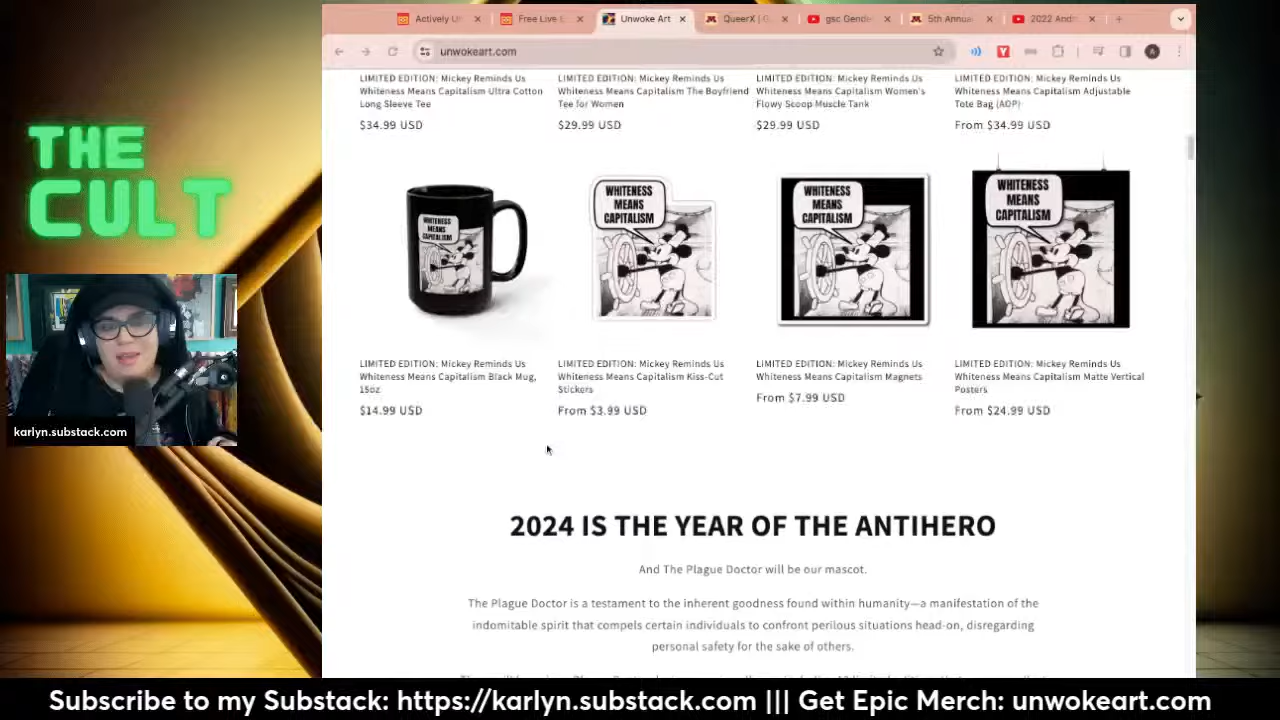 THE
CULT
karlyn.substack.com
Free Live
Unwoke Art
5th Annual
unwokeart.com
LIMITED EDITION: Mickey Reminds Us
Whiteness Means Capitalism Ultra Cotton
Long Sleeve Tee
$34.99 USD
LIMITED EDITION: Mickey Reminds Us
Whiteness Means Capitalism The Boyfriend
Tee for Women
$29.99 USD
LIMITED EDITION: Mickey Reminds Us
Whiteness Means Capitalism Women's
Flowy Scoop Muscle Tank
$29.99 USD
LIMITED EDITION: Mickey Reminds Us
Whiteness Means Capitalism Adjustable
Tote Bag (AOP)
From $34.99 USD
WHITENESS
MEANS
CAPITALISM
WHITENESS
MEANS
CAPITALISM
WHITENESS
MEANS
CAPITALISM
WHITENESS
MEANS
CAPITALISM
LIMITED EDITION: Mickey Reminds Us
Whiteness Means Capitalism Black Mug,
15oz
$14.99 USD
LIMITED EDITION: Mickey Reminds Us
Whiteness Means Capitalism Kiss-Cut
Stickers
From $3.99 USD
LIMITED EDITION: Mickey Reminds Us
Whiteness Means Capitalism Magnets
From $7.99 USD
LIMITED EDITION: Mickey Reminds Us
Whiteness Means Capitalism Matte Vertical
Posters
From $24.99 USD
2024 IS THE YEAR OF THE ANTIHERO
And The Plague Doctor will be our mascot.
The Plague Doctor is a testament to the inherent goodness found within humanity—a manifestation of the
indomitable spirit that compels certain individuals to confront perilous situations head-on, disregarding
personal safety for the sake of others.
Subscribe to my Substack: https://karlyn.substack.com ||| Get Epic Merch: unwokeart.com